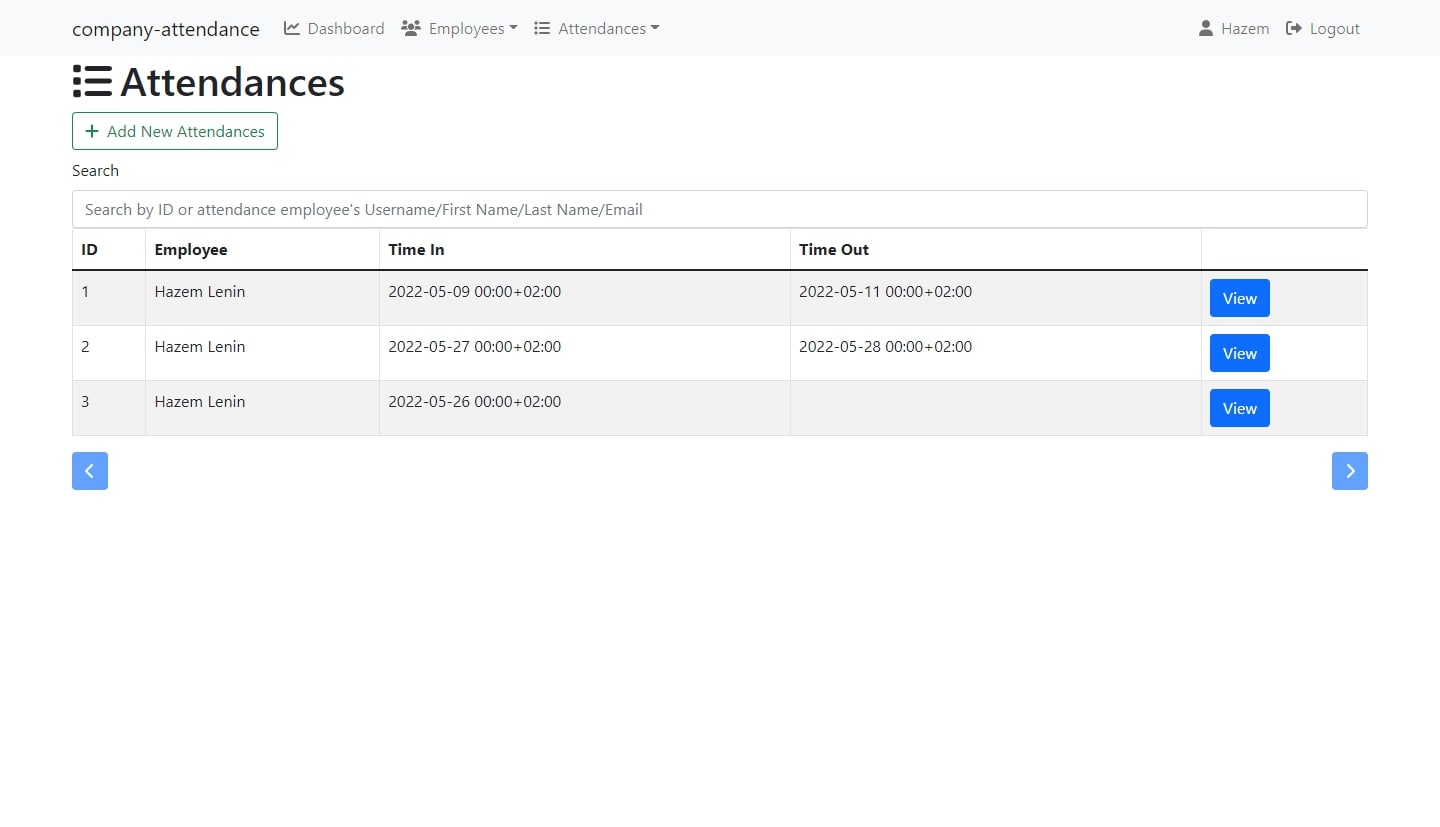 company-attendance Dashboard Employees Attendances Hazem Logout
Attendances
Add New Attendances
Search
Search by ID or attendance employee's Username/First Name/Last Name/Email
ID Employee Time In Time Out
1 Hazem Lenin 2022-05-09 00:00+02:00 2022-05-11 00:00+02:00 View
2 Hazem Lenin 2022-05-27 00:00+02:00 2022-05-28 00:00+02:00 View
3 Hazem Lenin 2022-05-26 00:00+02:00 View